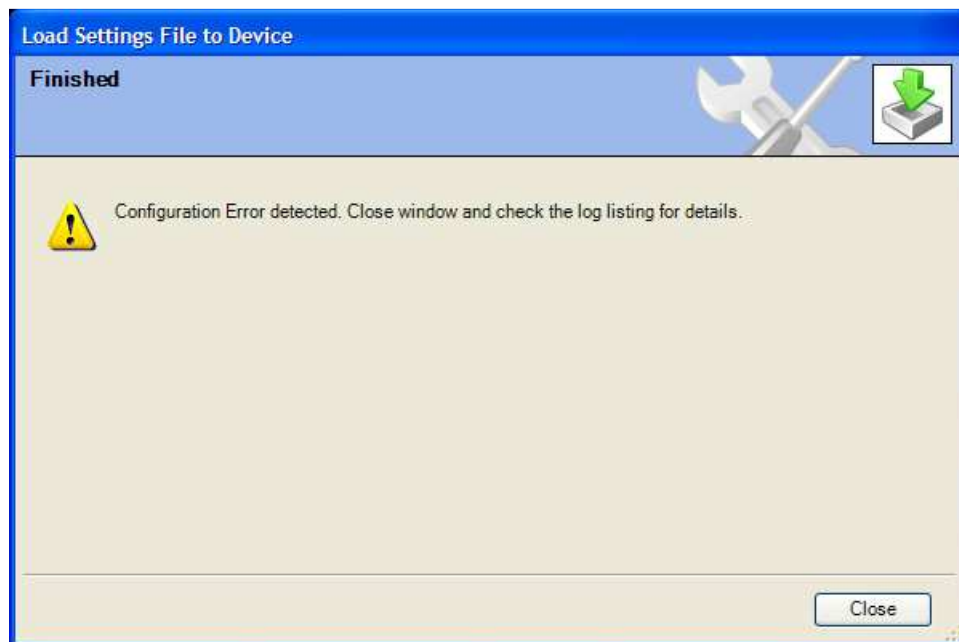 Load Settings File to Device
Finished
Configuration Error detected. Close window and check the log listing for details.
Close